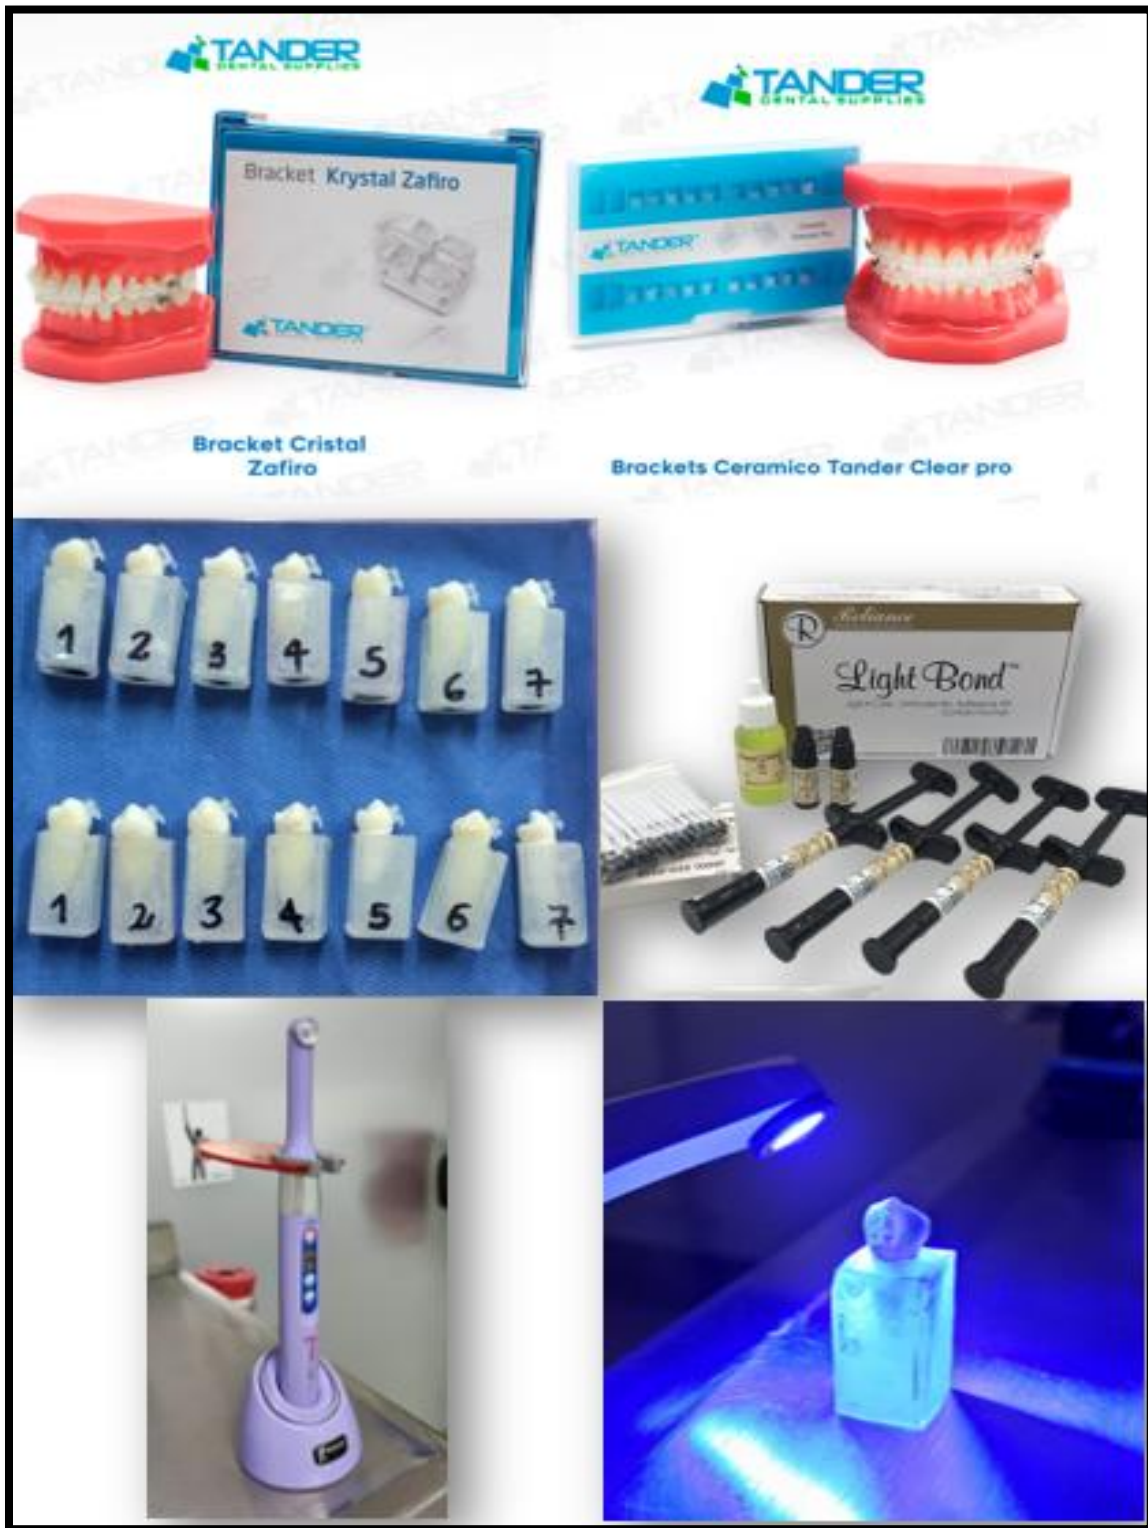 TANDER
DENTAL SUPPLIES
TANDER
DENTAL SUPPLIES
Bracket Krystal Zafiro
TANDER
TANDER
Bracket Cristal
Zafiro
Brackets Ceramico Tander Clear pro
1 2 3 4 5 6 7
1 2 3 4 5 6 7
R Reliance
Light Bond™